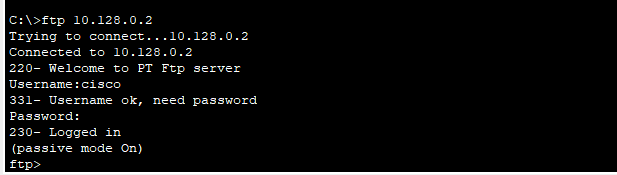 C:\>ftp 10.128.0.2
Trying to connect...10.128.0.2
Connected to 10.128.0.2
220- Welcome to PT Ftp server
Username:cisco
331- Username ok, need password
Password:
230- Logged in
(passive mode On)
ftp>